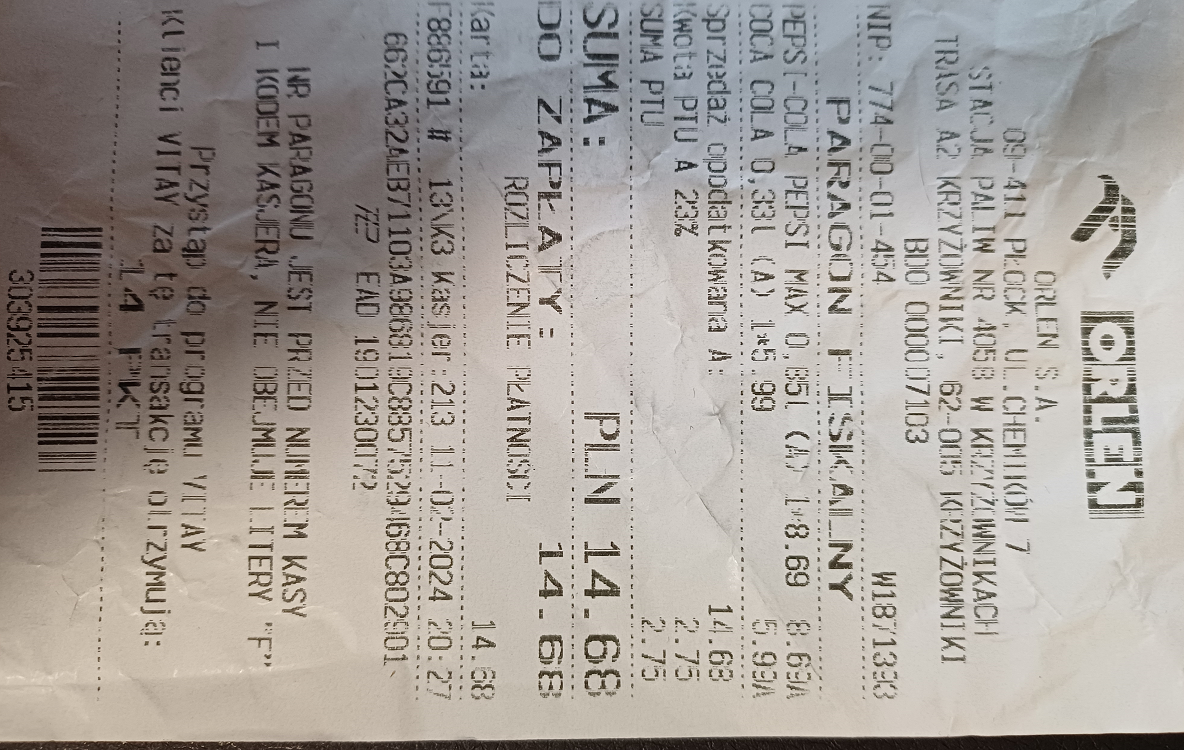 ORLEN
ORLEN S.A.
09-411 PŁOCK, UL.CHEMIKÓW 7
STACJA PALIW NR 4058 W KRZYŻOWNIKACH
TRASA A2 KRZYŻOWNIKI, 62-005 KRZYŻOWNIKI
BDO 000007103
NIP: 774-00-01-454 W1871393
PARAGON FISKALNY
PEPSI-COLA PEPSI MAX 0,85l (A) 1*8.69 8.69A
COCA COLA 0,33l (A) 1*5.99 5.99A
Sprzedaż opodatkowana A: 14.68
Kwota PTU A 23% 2.75
SUMA PTU 2.75
SUMA: PLN 14.68
DO ZAPŁATY: 14.68
ROZLICZENIE PŁATNOŚCI
Karta: 14.68
F886591 # 13\K3 Kasjer:213 11-02-2024 20:27
EAD 1901230072
NR PARAGONU JEST PRZED NUMEREM KASY
I KODEM KASJERA, NIE OBEJMUJE LITERY "F"
Przystąp do programu VITAY
Klienci VITAY za tę transakcję otrzymują:
14 PKT
303925415